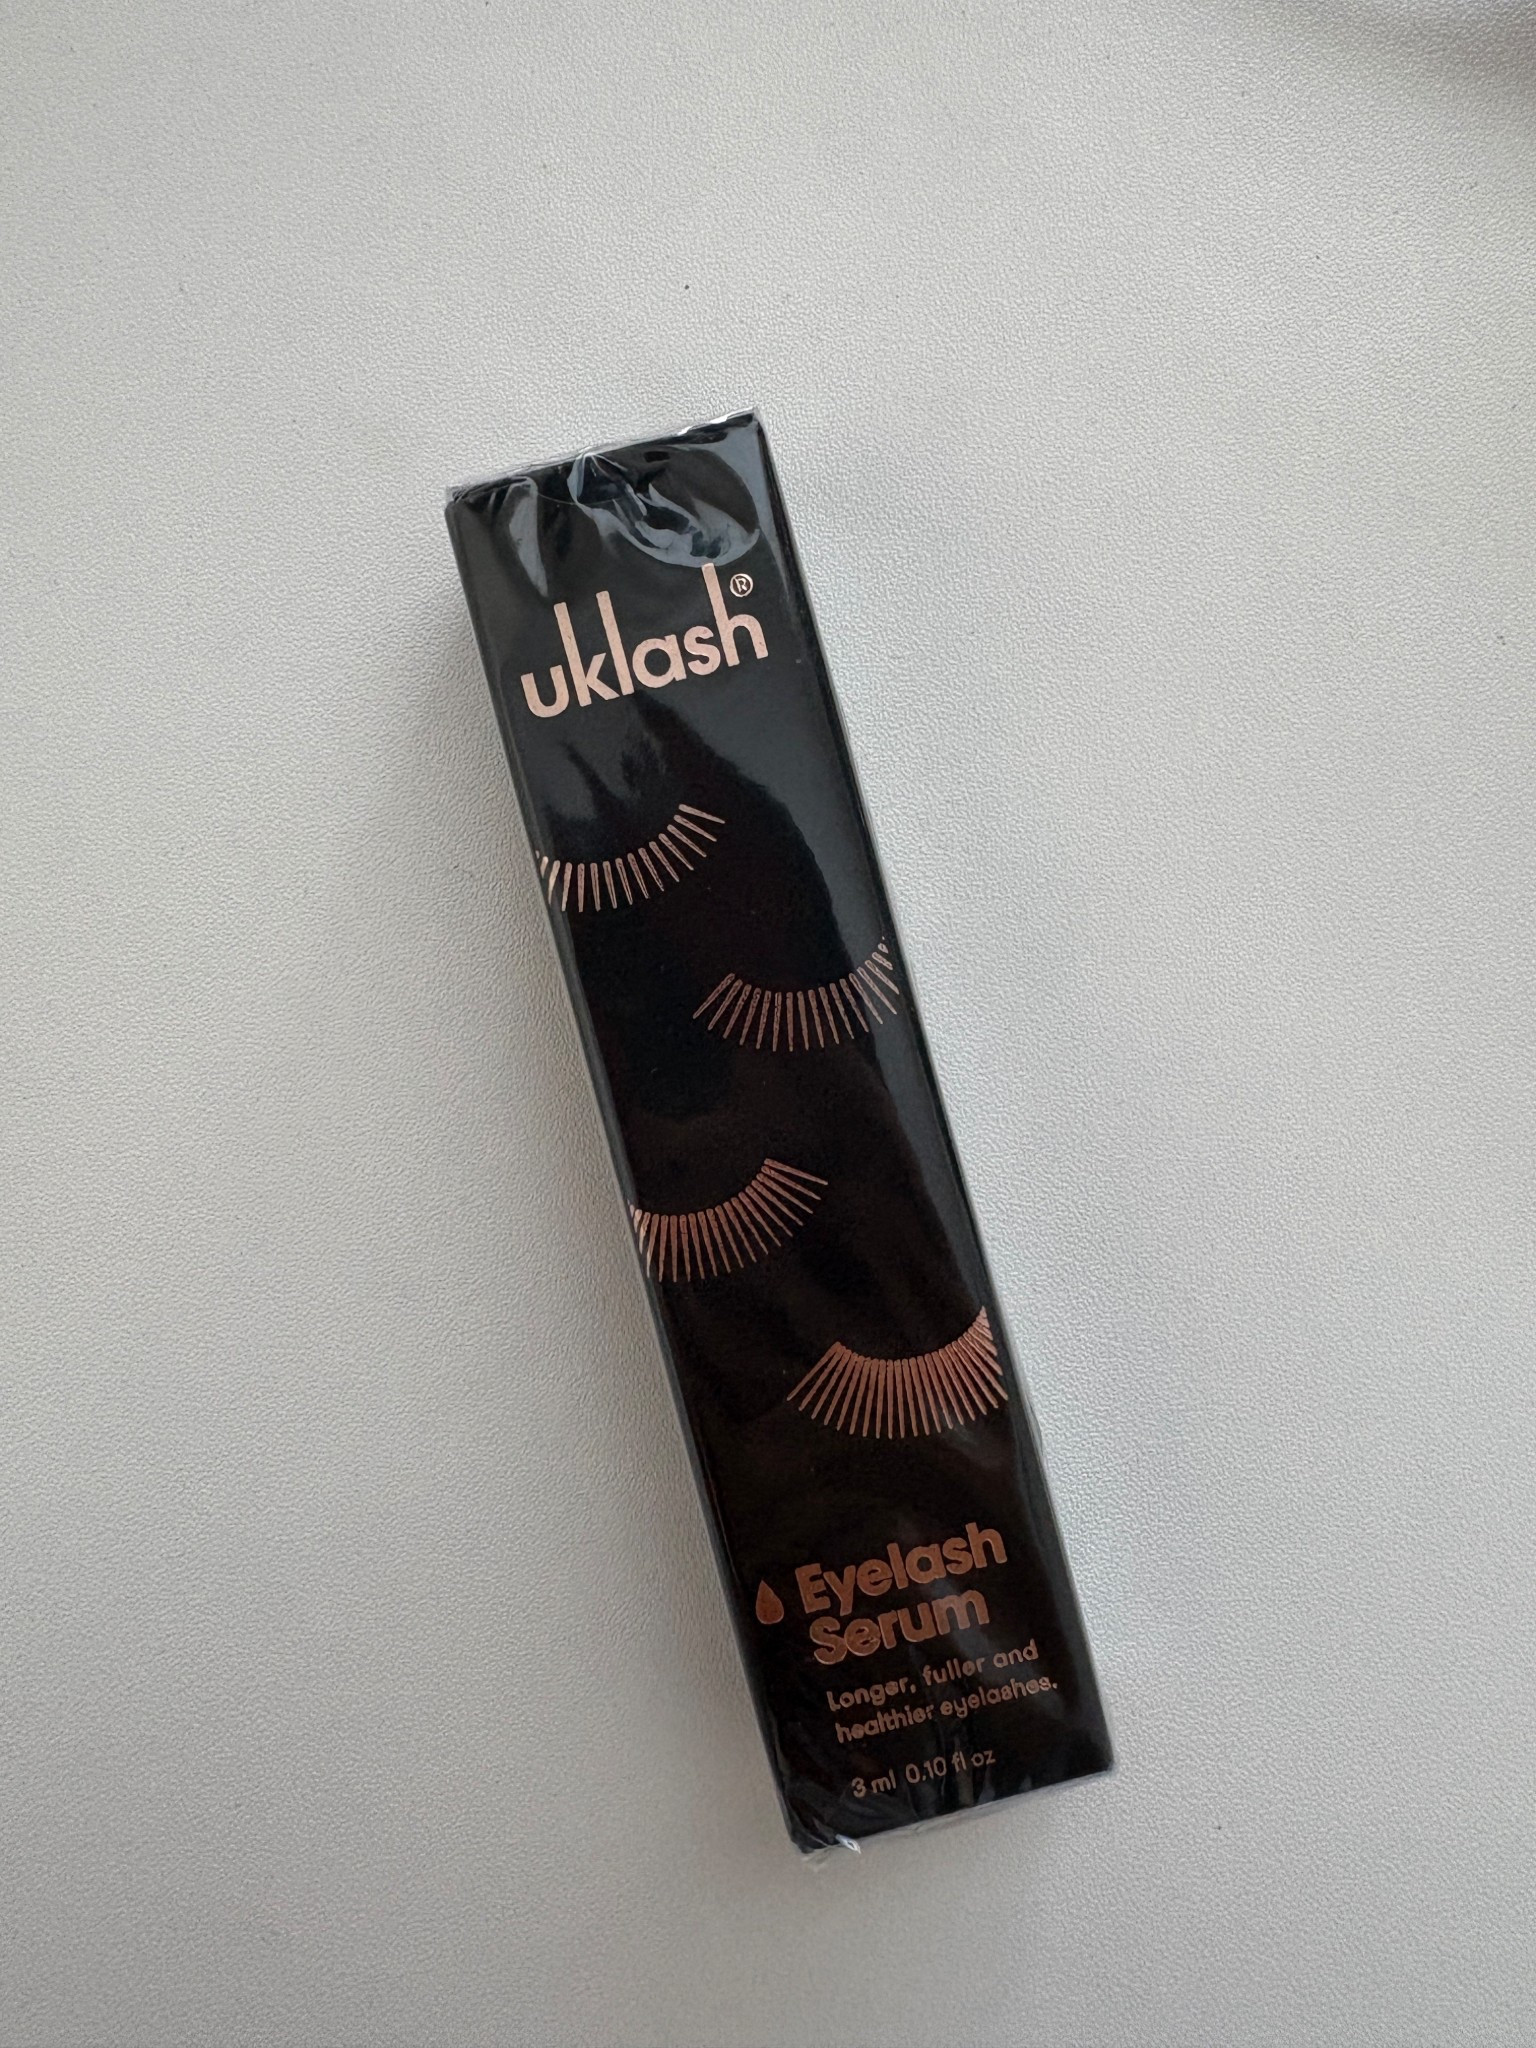 uklash®
Eyelash
Serum
Longer, fuller and
healthier eyelashes.
3 ml 0.10 fl oz